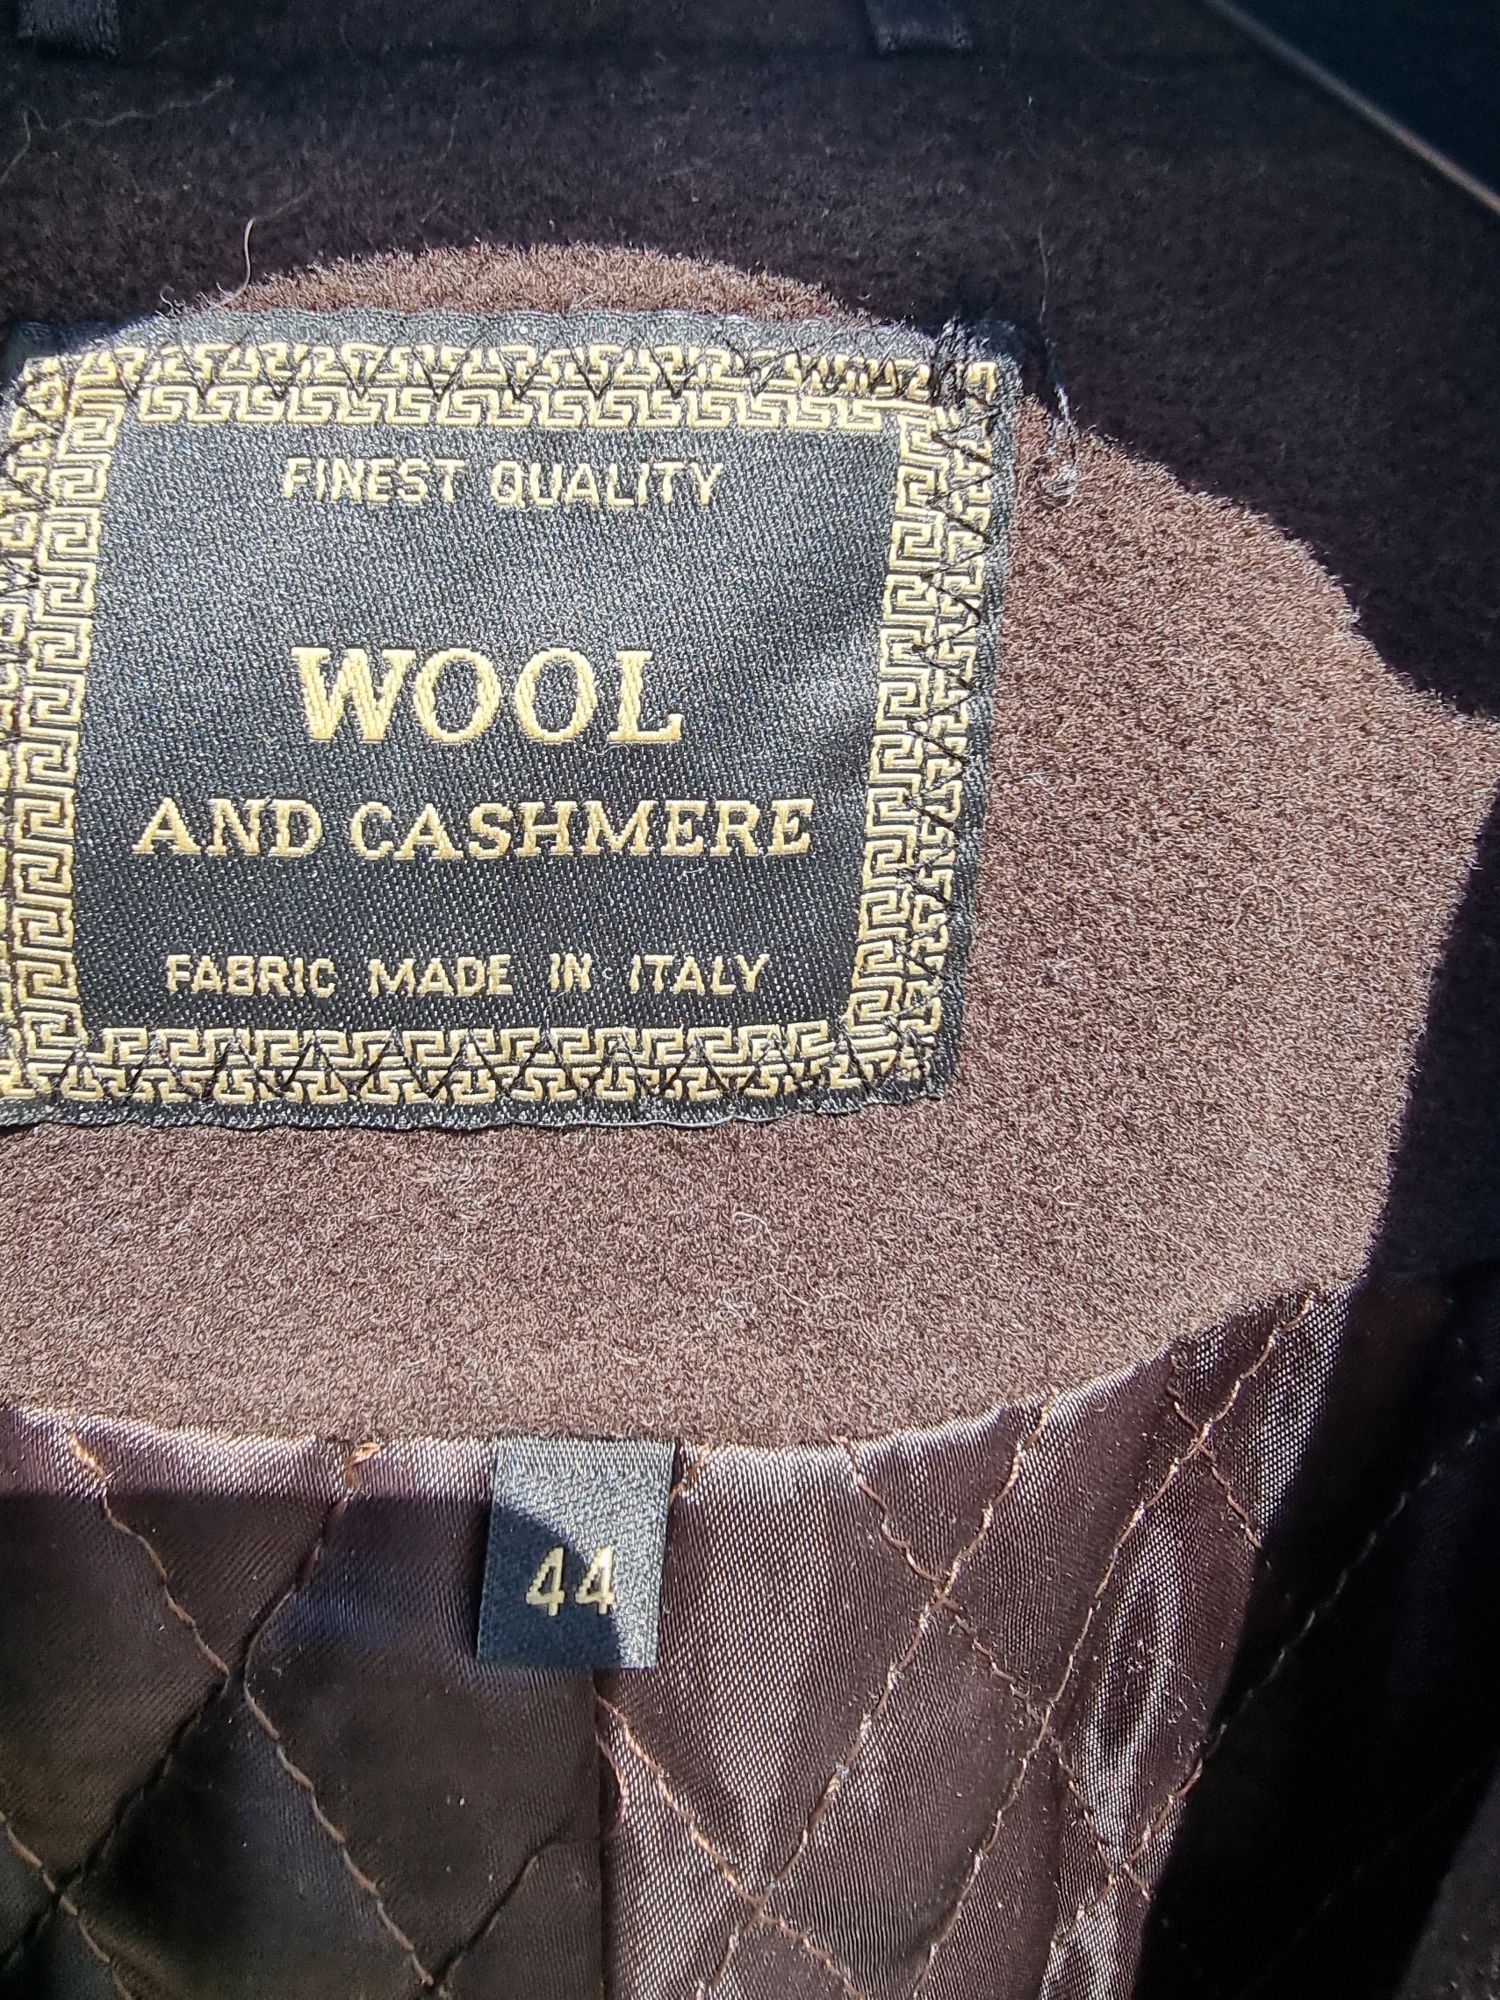 FINEST QUALITY
WOOL
AND CASHMERE
FABRIC MADE IN ITALY
44